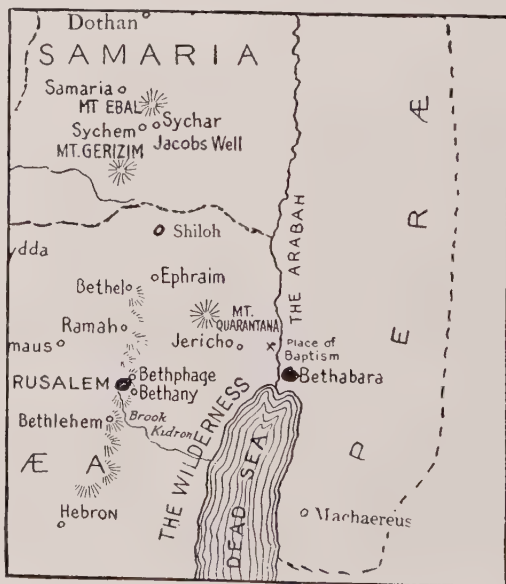 Dothan
SAMARIA
Samaria
MT EBAL
Sychem
Sychar
MT. GERIZIM
Jacobs Well
Shiloh
ydda
Bethel
Ephraim
MT.
QUARANTANA
Ramah
maus
Jericho
Place of
Baptism
RUSALEM
Bethphage
Bethany
Bethabara
Bethlehem
Brook
Kidron
ÆA
Hebron
THE WILDERNESS
DEAD SEA
Machaereus
THE ARABAH
PERÆ